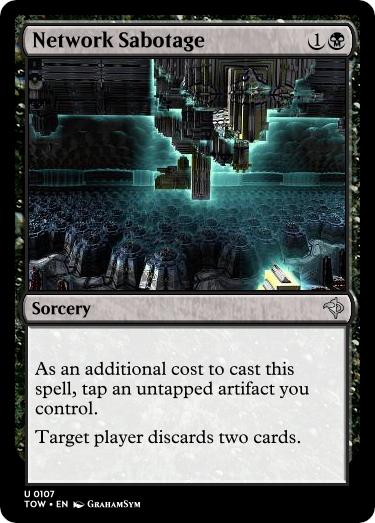 Network Sabotage 1
Sorcery
As an additional cost to cast this
spell, tap an untapped artifact you
control.
Target player discards two cards.
U 0107
TOW • EN GrahamSym